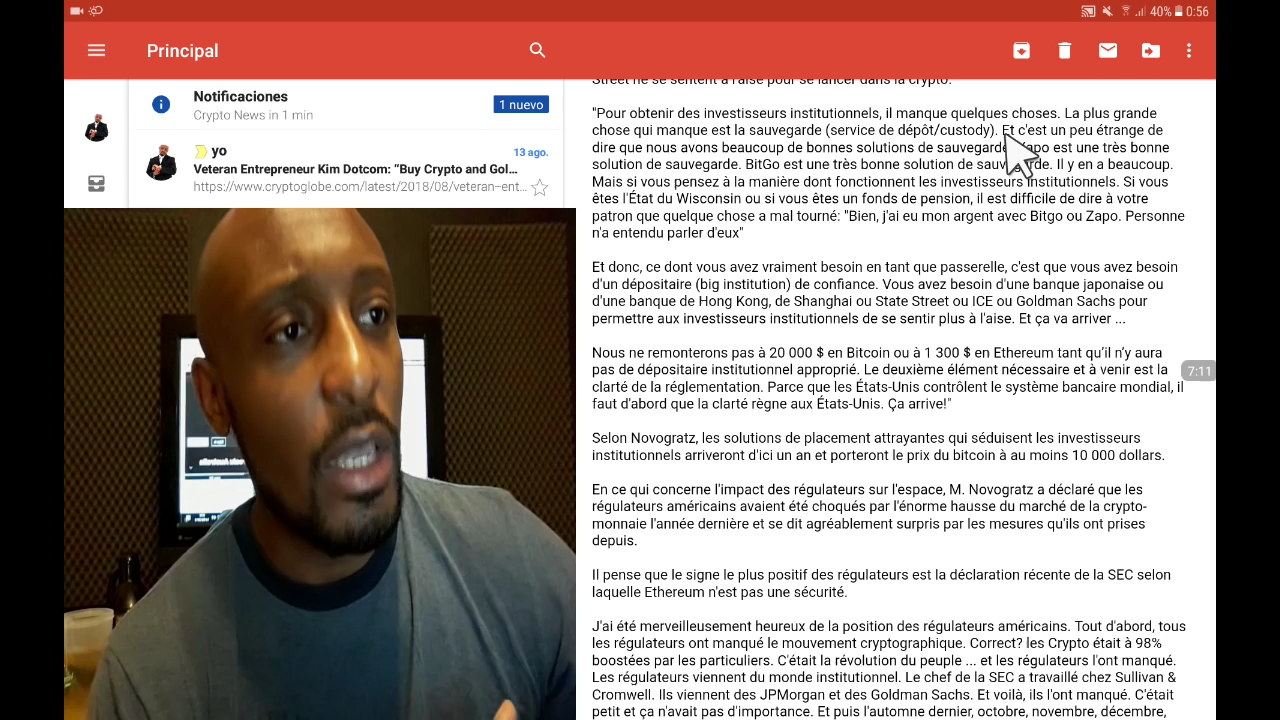 40% 0:56
Principal
Notificaciones
1 nuevo
Crypto News in 1 min
yo
13 ago.
Veteran Entrepreneur Kim Dotcom: “Buy Crypto and Gol...
https://www.cryptoglobe.com/latest/2018/08/veteran–ent...
Street ne se sentent à l'aise pour se lancer dans la crypto.
"Pour obtenir des investisseurs institutionnels, il manque quelques choses. La plus grande
chose qui manque est la sauvegarde (service de dépôt/custody). Et c'est un peu étrange de
dire que nous avons beaucoup de bonnes solutions de sauvegarde. apo est une très bonne
solution de sauvegarde. BitGo est une très bonne solution de sauv de. Il y en a beaucoup.
Mais si vous pensez à la manière dont fonctionnent les investisseurs institutionnels. Si vous
êtes l'État du Wisconsin ou si vous êtes un fonds de pension, il est difficile de dire à votre
patron que quelque chose a mal tourné: "Bien, j'ai eu mon argent avec Bitgo ou Zapo. Personne
n'a entendu parler d'eux"
Et donc, ce dont vous avez vraiment besoin en tant que passerelle, c'est que vous avez besoin
d'un dépositaire (big institution) de confiance. Vous avez besoin d'une banque japonaise ou
d'une banque de Hong Kong, de Shanghai ou State Street ou ICE ou Goldman Sachs pour
permettre aux investisseurs institutionnels de se sentir plus à l'aise. Et ça va arriver ...
Nous ne remonterons pas à 20 000 $ en Bitcoin ou à 1 300 $ en Ethereum tant qu’il n’y aura
pas de dépositaire institutionnel approprié. Le deuxième élément nécessaire et à venir est la
7:11
clarté de la réglementation. Parce que les États-Unis contrôlent le système bancaire mondial, il
faut d'abord que la clarté règne aux États-Unis. Ça arrive!"
Selon Novogratz, les solutions de placement attrayantes qui séduisent les investisseurs
institutionnels arriveront d'ici un an et porteront le prix du bitcoin à au moins 10 000 dollars.
En ce qui concerne l'impact des régulateurs sur l'espace, M. Novogratz a déclaré que les
régulateurs américains avaient été choqués par l'énorme hausse du marché de la crypto-
monnaie l'année dernière et se dit agréablement surpris par les mesures qu'ils ont prises
depuis.
Il pense que le signe le plus positif des régulateurs est la déclaration récente de la SEC selon
laquelle Ethereum n'est pas une sécurité.
J'ai été merveilleusement heureux de la position des régulateurs américains. Tout d'abord, tous
les régulateurs ont manqué le mouvement cryptographique. Correct? les Crypto était à 98%
boostées par les particuliers. C'était la révolution du peuple ... et les régulateurs l'ont manqué.
Les régulateurs viennent du monde institutionnel. Le chef de la SEC a travaillé chez Sullivan &
Cromwell. Ils viennent des JPMorgan et des Goldman Sachs. Et voilà, ils l'ont manqué. C'était
petit et ça n'avait pas d'importance. Et puis l'automne dernier, octobre, novembre, décembre,